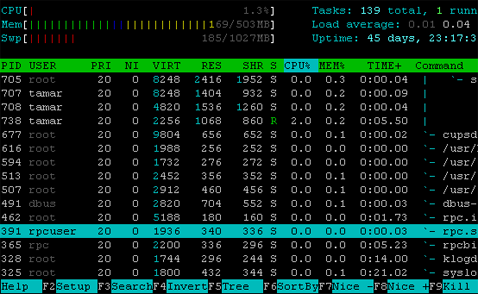 CPU[| 1.3%] Tasks: 139 total, 1 runn
Mem[||||||||||||||||||||||||||||||169/503MB] Load average: 0.01 0.04
Swp[||||||| 185/1027MB] Uptime: 45 days, 23:17:3
PID USER PRI NI VIRT RES SHR S CPU% MEM% TIME+ Command
705 root 20 0 8248 2416 1952 S 0.0 0.3 0:00.04 | `- s
707 tamar 20 0 8248 1404 932 S 0.0 0.2 0:00.09 |
708 tamar 20 0 4820 1536 1260 S 0.0 0.2 0:00.04 |
738 tamar 20 0 2256 1068 860 R 0.0 0.2 0:05.50 |
677 root 20 0 9804 656 652 S 0.0 0.1 0:00.02 `- cupsd
616 root 20 0 1988 256 252 S 0.0 0.0 0:00.00 `- /usr/
594 root 20 0 1732 276 272 S 0.0 0.0 0:00.00 `- /usr/
513 root 20 0 2452 356 352 S 0.0 0.1 0:00.00 `- /usr/
507 root 20 0 2912 460 456 S 0.0 0.1 0:00.00 `- /usr/
491 dbus 20 0 2820 704 552 S 0.0 0.1 0:00.03 `- dbus-
462 root 20 0 5188 180 160 S 0.0 0.0 0:01.73 `- rpc.i
391 rpcuser 20 0 1936 340 336 S 0.0 0.0 0:00.03 `- rpc.s
365 rpc 20 0 2200 336 296 S 0.0 0.0 0:05.23 `- rpcbi
328 root 20 0 1744 296 244 S 0.0 0.0 0:14.00 `- klogd
325 root 20 0 1800 432 344 S 0.0 0.1 0:21.02 `- syslo
Help F2Setup F3SearchF4InvertF5Tree F6SortByF7Nice -F8Nice +F9Kill